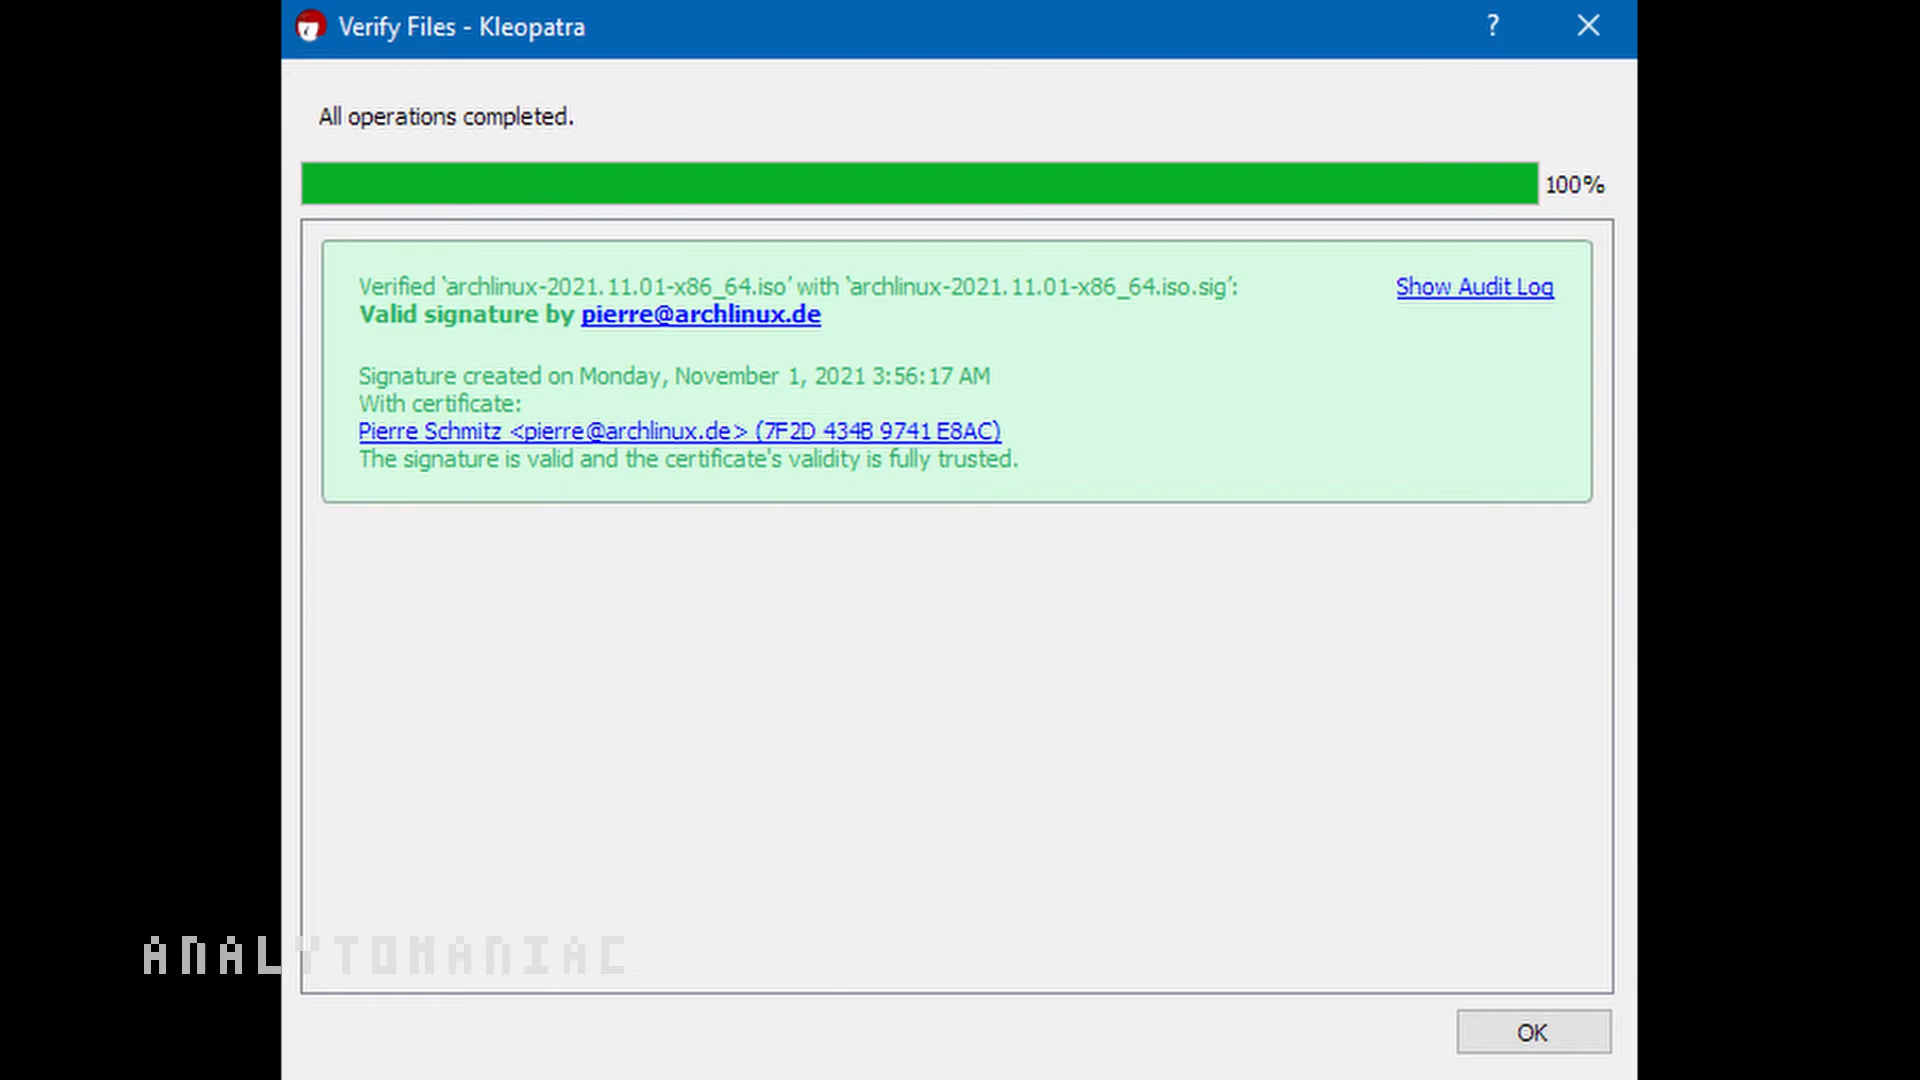 Verify Files - Kleopatra
?
All operations completed.
100%
Verified ‘archlinux-2021.11.01-x86_64.iso’ with ‘archlinux-2021.11.01-x86_64.iso.sig’:
Show Audit Log
Valid signature by pierre@archlinux.de
Signature created on Monday, November 1, 2021 3:56:17 AM
With certificate:
Pierre Schmitz <pierre@archlinux.de> (7F2D 434B 9741 E8AC)
The signature is valid and the certificate's validity is fully trusted.
ANALYTOMANIAC
OK